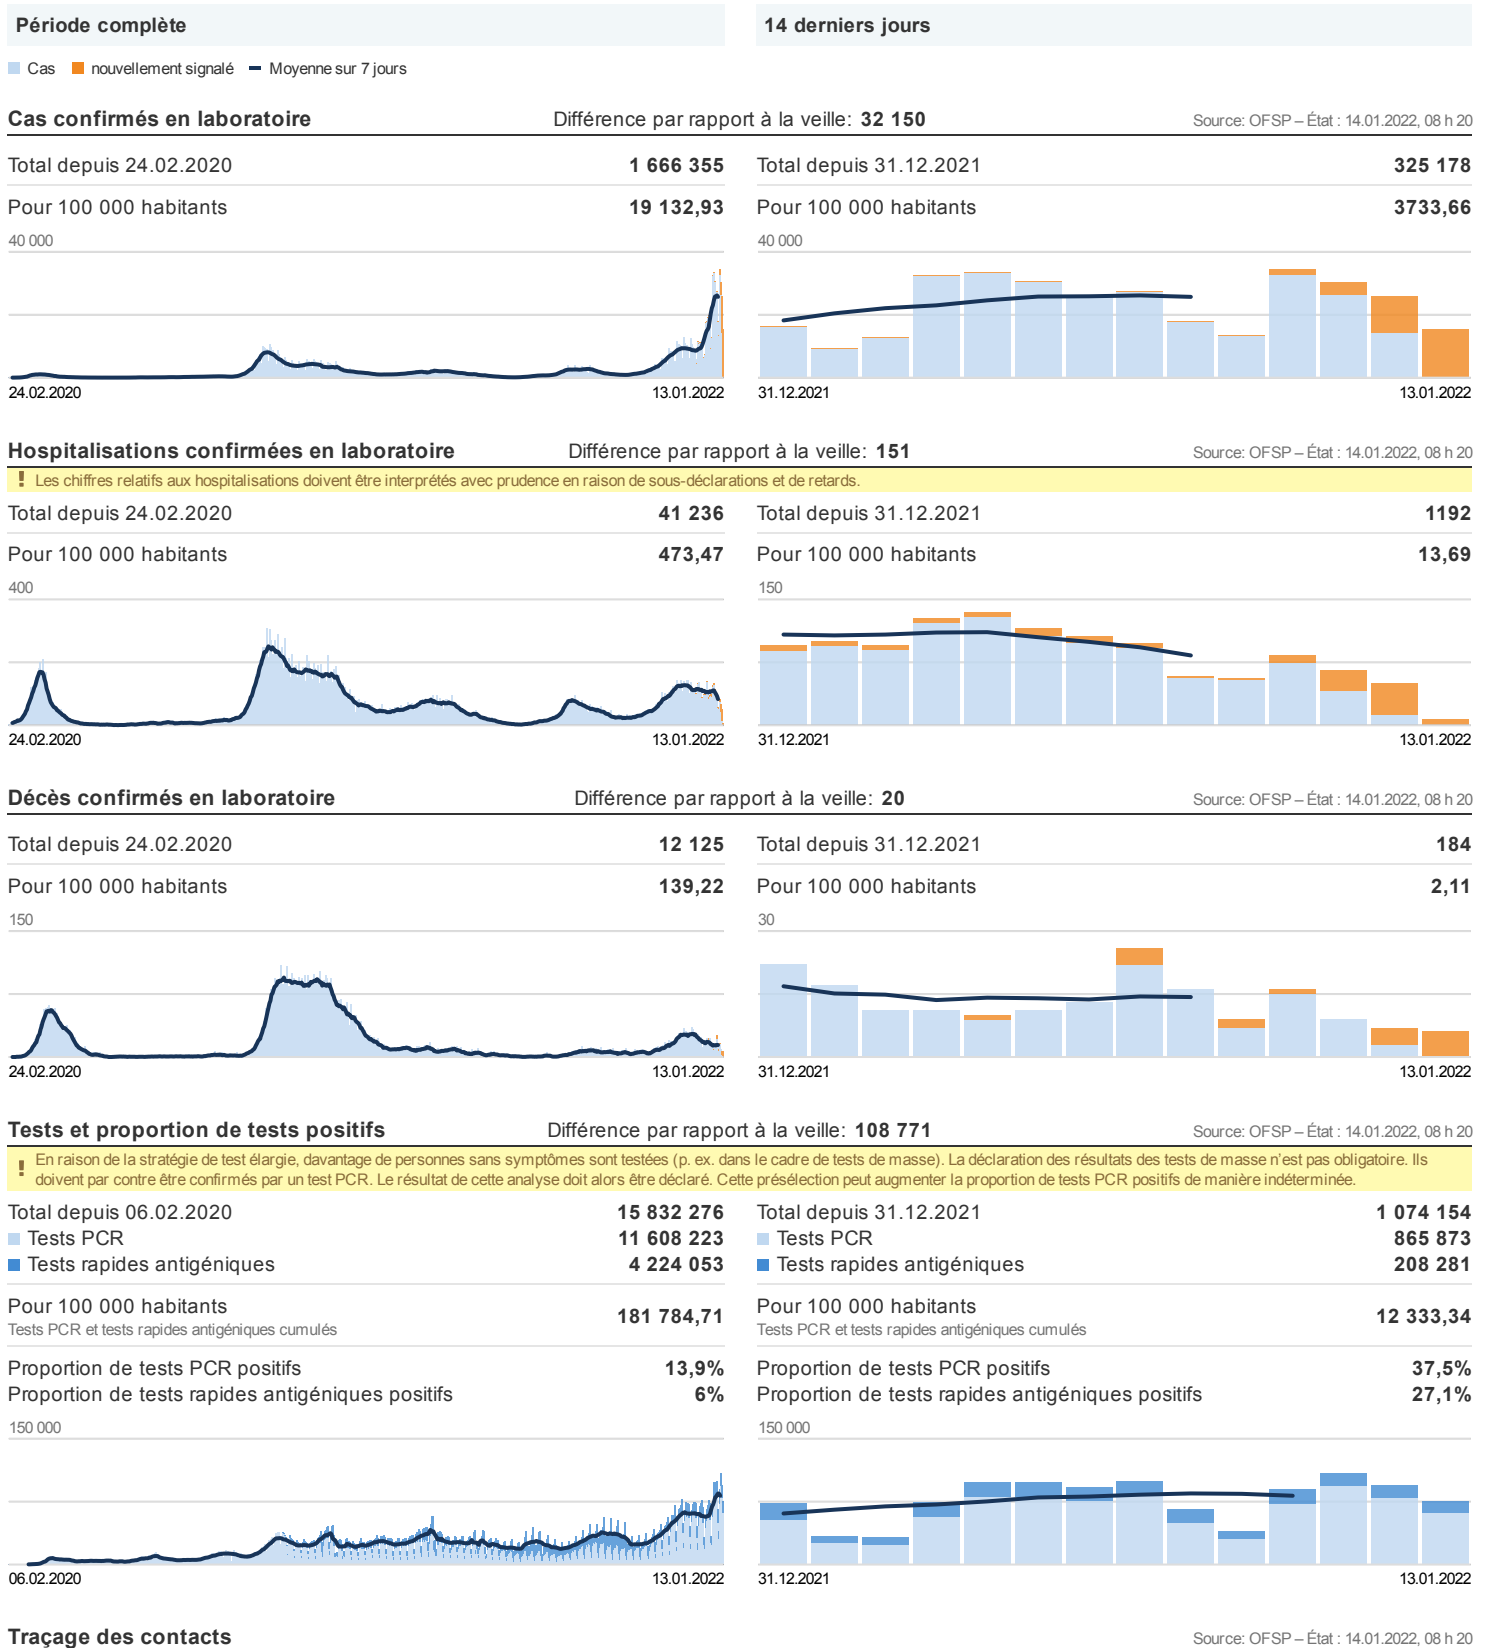 Période complète
14 derniers jours
Cas nouvellement signalé Moyenne sur 7 jours
Cas confirmés en laboratoire Différence par rapport à la veille: 32 150 Source: OFSP – État : 14.01.2022, 08 h 20
Total depuis 24.02.2020 1 666 355
Pour 100 000 habitants 19 132,93
40 000
24.02.2020 13.01.2022
Total depuis 31.12.2021 325 178
Pour 100 000 habitants 3733,66
40 000
31.12.2021 13.01.2022
Hospitalisations confirmées en laboratoire Différence par rapport à la veille: 151 Source: OFSP – État : 14.01.2022, 08 h 20
! Les chiffres relatifs aux hospitalisations doivent être interprétés avec prudence en raison de sous-déclarations et de retards.
Total depuis 24.02.2020 41 236
Pour 100 000 habitants 473,47
400
24.02.2020 13.01.2022
Total depuis 31.12.2021 1192
Pour 100 000 habitants 13,69
150
31.12.2021 13.01.2022
Décès confirmés en laboratoire Différence par rapport à la veille: 20 Source: OFSP – État : 14.01.2022, 08 h 20
Total depuis 24.02.2020 12 125
Pour 100 000 habitants 139,22
150
24.02.2020 13.01.2022
Total depuis 31.12.2021 184
Pour 100 000 habitants 2,11
30
31.12.2021 13.01.2022
Tests et proportion de tests positifs Différence par rapport à la veille: 108 771 Source: OFSP – État : 14.01.2022, 08 h 20
! En raison de la stratégie de test élargie, davantage de personnes sans symptômes sont testées (p. ex. dans le cadre de tests de masse). La déclaration des résultats des tests de masse n'est pas obligatoire. Ils
doivent par contre être confirmés par un test PCR. Le résultat de cette analyse doit alors être déclaré. Cette présélection peut augmenter la proportion de tests PCR positifs de manière indéterminée.
Total depuis 06.02.2020 15 832 276
Tests PCR 11 608 223
Tests rapides antigéniques 4 224 053
Pour 100 000 habitants 181 784,71
Tests PCR et tests rapides antigéniques cumulés
Proportion de tests PCR positifs 13,9%
Proportion de tests rapides antigéniques positifs 6%
150 000
06.02.2020 13.01.2022
Total depuis 31.12.2021 1 074 154
Tests PCR 865 873
Tests rapides antigéniques 208 281
Pour 100 000 habitants 12 333,34
Tests PCR et tests rapides antigéniques cumulés
Proportion de tests PCR positifs 37,5%
Proportion de tests rapides antigéniques positifs 27,1%
150 000
31.12.2021 13.01.2022
Traçage des contacts Source: OFSP – État : 14.01.2022, 08 h 20